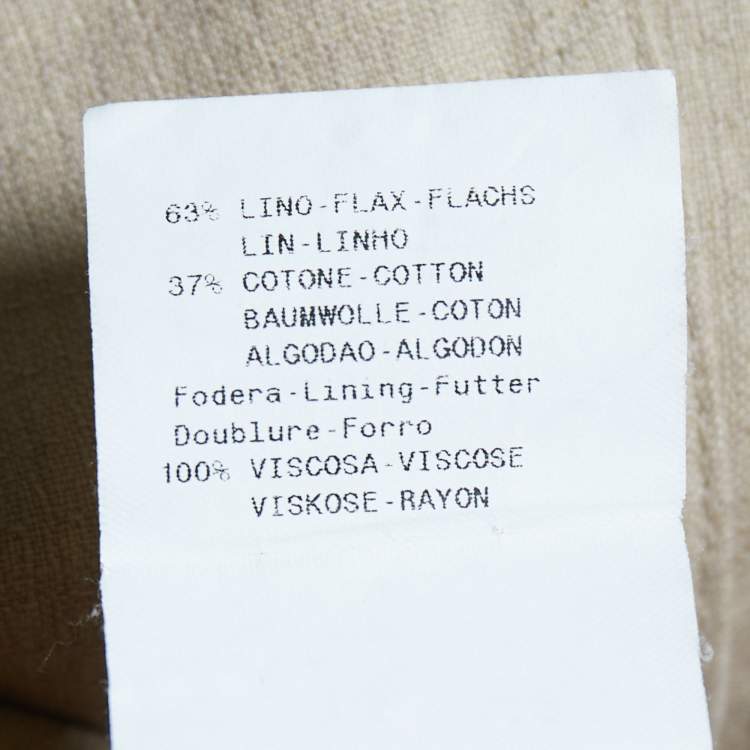 63% LINO-FLAX-FLACHS
LIN-LINHO
37% COTONE-COTTON
BAUMWOLLE-COTON
ALGODAO-ALGODON
Fodera-Lining-Futter
Doublure-Forro
100% VISCOSA-VISCOSE
VISKOSE-RAYON